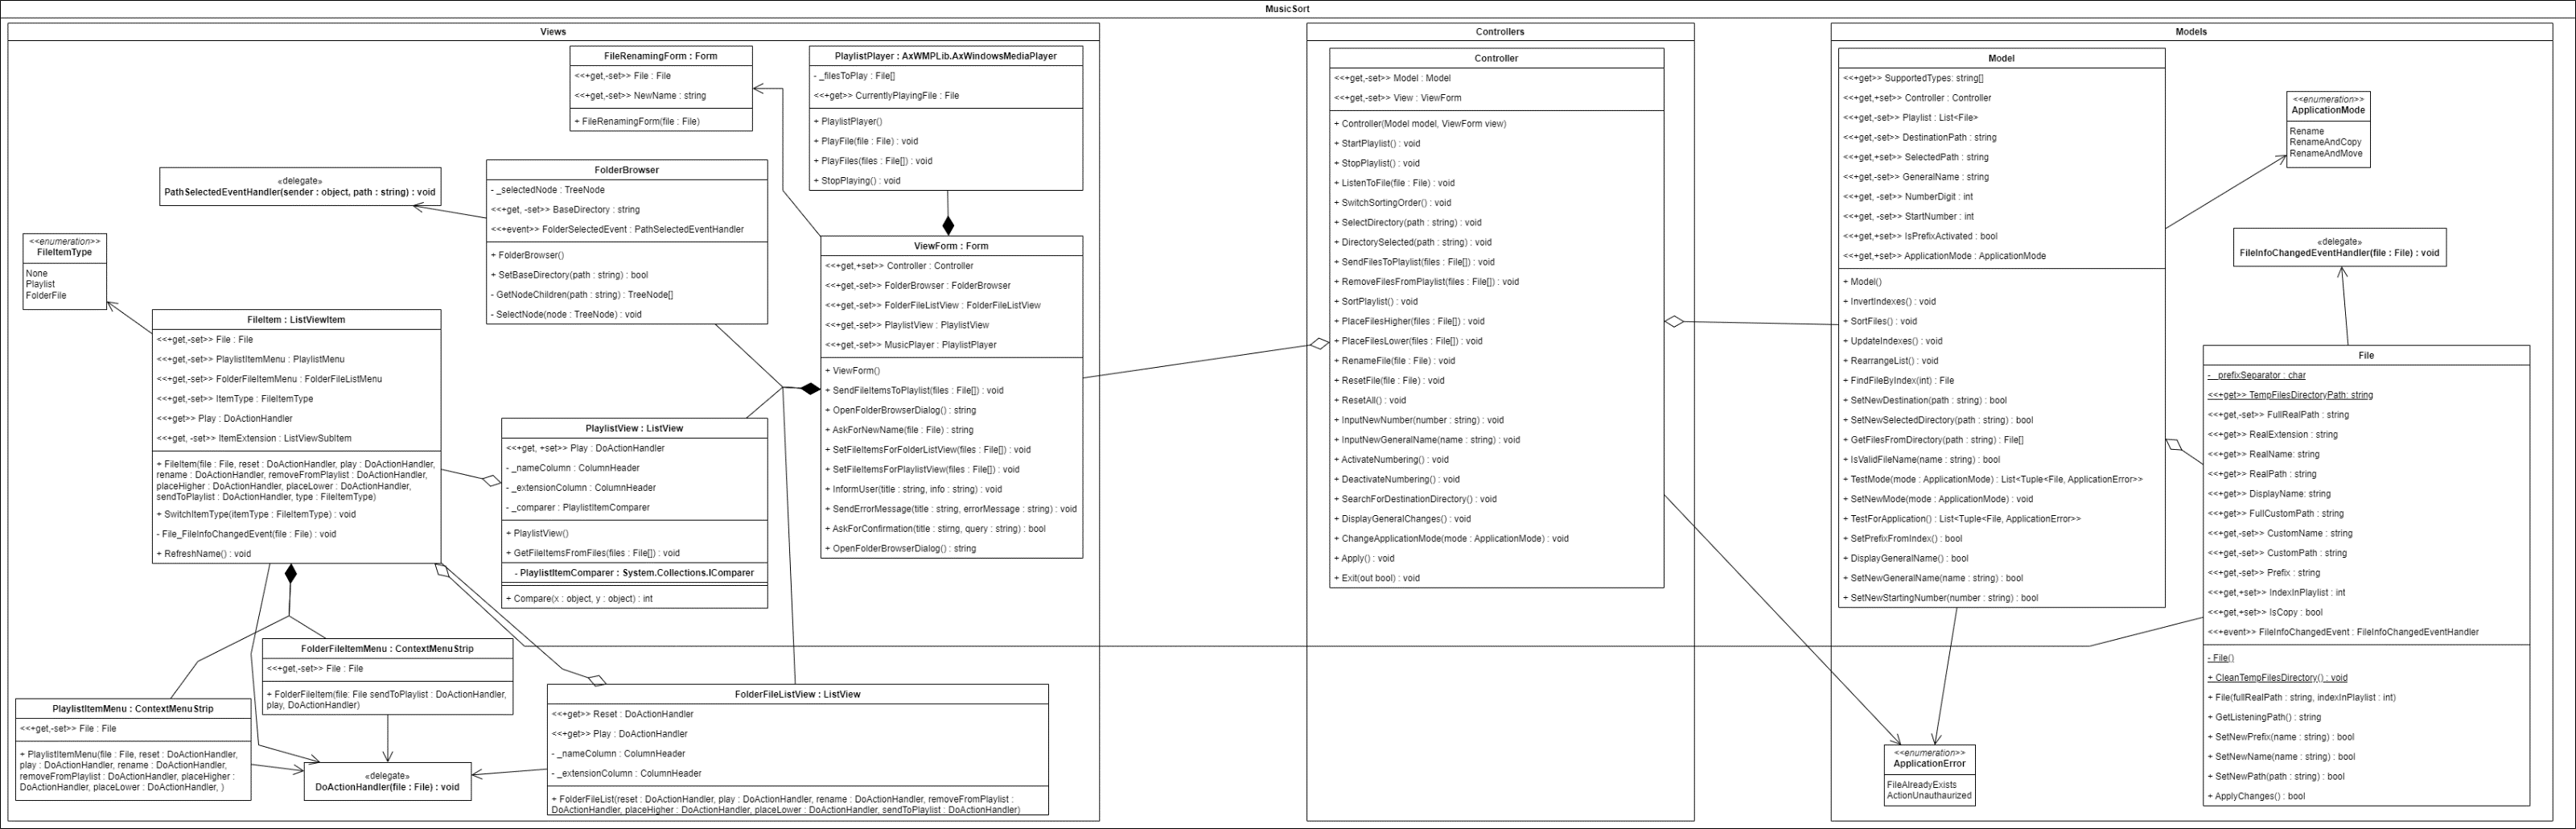 MusicSort
Views
FileRenamingForm : Form
<<+get,-set>> File : File
<<+get,-set>> NewName : string
+ FileRenamingForm(file : File)
PlaylistPlayer : AxWMPLib.AxWindowsMediaPlayer
- _filesToPlay : File[]
<<+get>> CurrentlyPlayingFile : File
+ PlaylistPlayer()
+ PlayFile(file : File) : void
+ PlayFiles(files : File[]) : void
+ StopPlaying() : void
«delegate»
PathSelectedEventHandler(sender : object, path : string) : void
FolderBrowser
- _selectedNode : TreeNode
<<+get, -set>> BaseDirectory : string
<<+event>> FolderSelectedEvent : PathSelectedEventHandler
+ FolderBrowser()
+ SetBaseDirectory(path : string) : bool
- GetNodeChildren(path : string) : TreeNode[]
- SelectNode(node : TreeNode) : void
<<enumeration>>
FileItemType
None
Playlist
FolderFile
ViewForm : Form
<<+get,+set>> Controller : Controller
<<+get,-set>> FolderBrowser : FolderBrowser
<<+get,-set>> FolderFileListView : FolderFileListView
<<+get,-set>> PlaylistView : PlaylistView
<<+get,-set>> MusicPlayer : PlaylistPlayer
+ ViewForm()
+ SendFileItemsToPlaylist(files : File[]) : void
+ OpenFolderBrowserDialog() : string
+ AskForNewName(file : File) : string
+ SetFileItemsForFolderListView(files : File[]) : void
+ SetFileItemsForPlaylistView(files : File[]) : void
+ InformUser(title : string, info : string) : void
+ SendErrorMessage(title : string, errorMessage : string) : void
+ AskForConfirmation(title : stirng, query : string) : bool
+ OpenFolderBrowserDialog() : string
FileItem : ListViewItem
<<+get,-set>> File : File
<<+get,-set>> PlaylistItemMenu : PlaylistMenu
<<+get,-set>> FolderFileItemMenu : FolderFileListMenu
<<+get,-set>> ItemType : FileItemType
<<+get>> Play : DoActionHandler
<<+get, -set>> ItemExtension : ListViewSubItem
+ FileItem(file : File, reset : DoActionHandler, play : DoActionHandler,
rename : DoActionHandler, removeFromPlaylist : DoActionHandler,
placeHigher : DoActionHandler, placeLower : DoActionHandler,
sendToPlaylist : DoActionHandler, type : FileItemType)
+ SwitchItemType(itemType : FileItemType) : void
- File_FileInfoChangedEvent(file : File) : void
+ RefreshName() : void
PlaylistView : ListView
<<+get, +set>> Play : DoActionHandler
- _nameColumn : ColumnHeader
- _extensionColumn : ColumnHeader
- _comparer : PlaylistItemComparer
+ PlaylistView()
+ GetFileItemsFromFiles(files : File[]) : void
- PlaylistItemComparer : System.Collections.IComparer
+ Compare(x : object, y : object) : int
FolderFileItemMenu : ContextMenuStrip
<<+get,-set>> File : File
+ FolderFileItem(file: File sendToPlaylist : DoActionHandler,
play, DoActionHandler)
PlaylistItemMenu : ContextMenuStrip
<<+get,-set>> File : File
+ PlaylistItemMenu(file : File, reset : DoActionHandler,
play : DoActionHandler, rename : DoActionHandler,
removeFromPlaylist : DoActionHandler, placeHigher :
DoActionHandler, placeLower : DoActionHandler, )
«delegate»
DoActionHandler(file : File) : void
FolderFileListView : ListView
<<+get>> Reset : DoActionHandler
<<+get>> Play : DoActionHandler
- _nameColumn : ColumnHeader
- _extensionColumn : ColumnHeader
+ FolderFileList(reset : DoActionHandler, play : DoActionHandler, rename : DoActionHandler, removeFromPlaylist :
DoActionHandler, placeHigher : DoActionHandler, placeLower : DoActionHandler, sendToPlaylist : DoActionHandler)
Controllers
Controller
<<+get,-set>> Model : Model
<<+get,-set>> View : ViewForm
+ Controller(Model model, ViewForm view)
+ StartPlaylist() : void
+ StopPlaylist() : void
+ ListenToFile(file : File) : void
+ SwitchSortingOrder() : void
+ SelectDirectory(path : string) : void
+ DirectorySelected(path : string) : void
+ SendFilesToPlaylist(files : File[]) : void
+ RemoveFilesFromPlaylist(files : File[]) : void
+ SortPlaylist() : void
+ PlaceFilesHigher(files : File[]) : void
+ PlaceFilesLower(files : File[]) : void
+ RenameFile(file : File) : void
+ ResetFile(file : File) : void
+ ResetAll() : void
+ InputNewNumber(number : string) : void
+ InputNewGeneralName(name : string) : void
+ ActivateNumbering() : void
+ DeactivateNumbering() : void
+ SearchForDestinationDirectory() : void
+ DisplayGeneralChanges() : void
+ ChangeApplicationMode(mode : ApplicationMode) : void
+ Apply() : void
+ Exit(out bool) : void
Models
Model
<<+get>> SupportedTypes: string[]
<<+get,+set>> Controller : Controller
<<+get,-set>> Playlist : List<File>
<<+get,-set>> DestinationPath : string
<<+get,+set>> SelectedPath : string
<<+get,-set>> GeneralName : string
<<+get, -set>> NumberDigit : int
<<+get, -set>> StartNumber : int
<<+get,+set>> IsPrefixActivated : bool
<<+get,+set>> ApplicationMode : ApplicationMode
+ Model()
+ InvertIndexes() : void
+ SortFiles() : void
+ UpdateIndexes() : void
+ RearrangeList() : void
+ FindFileByIndex(int) : File
+ SetNewDestination(path : string) : bool
+ SetNewSelectedDirectory(path : string) : bool
+ GetFilesFromDirectory(path : string) : File[]
+ IsValidFileName(name : string) : bool
+ TestMode(mode : ApplicationMode) : List<Tuple<File, ApplicationError>>
+ SetNewMode(mode : ApplicationMode) : void
+ TestForApplication() : List<Tuple<File, ApplicationError>>
+ SetPrefixFromIndex() : bool
+ DisplayGeneralName() : bool
+ SetNewGeneralName(name : string) : bool
+ SetNewStartingNumber(number : string) : bool
<<enumeration>>
ApplicationMode
Rename
RenameAndCopy
RenameAndMove
«delegate»
FileInfoChangedEventHandler(file : File) : void
File
- _prefixSeparator : char
<<+get>> TempFilesDirectoryPath: string
<<+get,-set>> FullRealPath : string
<<+get>> RealExtension : string
<<+get>> RealName: string
<<+get>> RealPath : string
<<+get>> DisplayName: string
<<+get>> FullCustomPath : string
<<+get,-set>> CustomName : string
<<+get,-set>> CustomPath : string
<<+get,-set>> Prefix : string
<<+get,+set>> IndexInPlaylist : int
<<+get,+set>> IsCopy : bool
<<+event>> FileInfoChangedEvent : FileInfoChangedEventHandler
- File()
+ CleanTempFilesDirectory() : void
+ File(fullRealPath : string, indexInPlaylist : int)
+ GetListeningPath() : string
+ SetNewPrefix(name : string) : bool
+ SetNewName(name : string) : bool
+ SetNewPath(path : string) : bool
+ ApplyChanges() : bool
<<enumeration>>
ApplicationError
FileAlreadyExists
ActionUnauthaurized